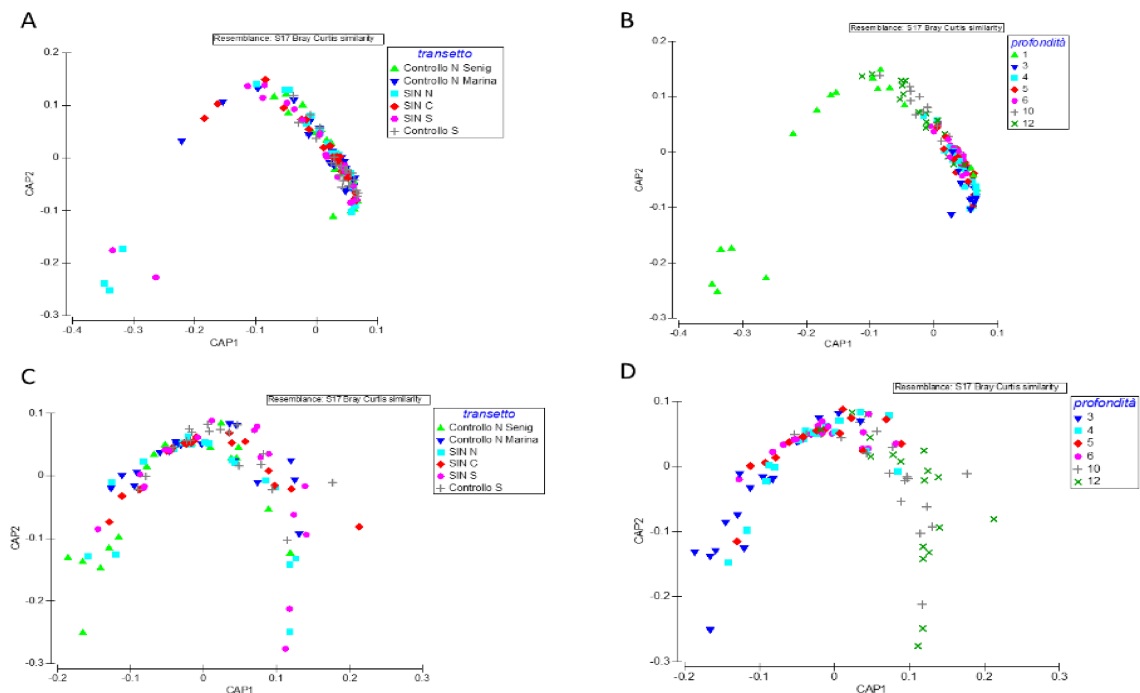 A
Resemblance: S17 Bray Curtis similarity
transetto
Controllo N Senig
Controllo N Marina
SIN N
SIN C
SIN S
Controllo S
0.2
0.1
0
-0.1
-0.2
-0.3
CAP2
-0.4
-0.3
-0.2
-0.1
0
0.1
CAP1
B
Resemblance: S17 Bray Curtis similarity
profondità
1
3
4
5
6
10
12
0.2
0.1
0
-0.1
-0.2
-0.3
CAP2
-0.4
-0.3
-0.2
-0.1
0
0.1
CAP1
C
Resemblance: S17 Bray Curtis similarity
transetto
Controllo N Senig
Controllo N Marina
SIN N
SIN C
SIN S
Controllo S
0.1
0
-0.1
-0.2
-0.3
CAP2
-0.2
-0.1
0
0.1
0.2
0.3
CAP1
D
Resemblance: S17 Bray Curtis similarity
profondità
3
4
5
6
10
12
0.1
0
-0.1
-0.2
-0.3
CAP2
-0.2
-0.1
0
0.1
0.2
0.3
CAP1